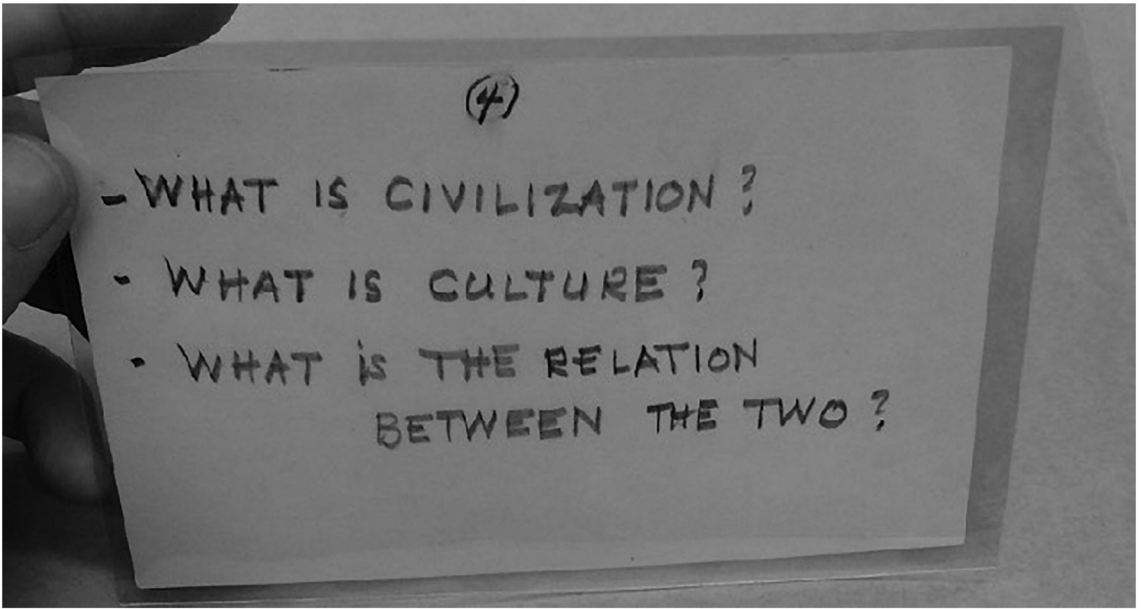 (4)
- WHAT IS CIVILIZATION?
- WHAT IS CULTURE?
- WHAT is THE RELATION
BETWEEN THE TWO?